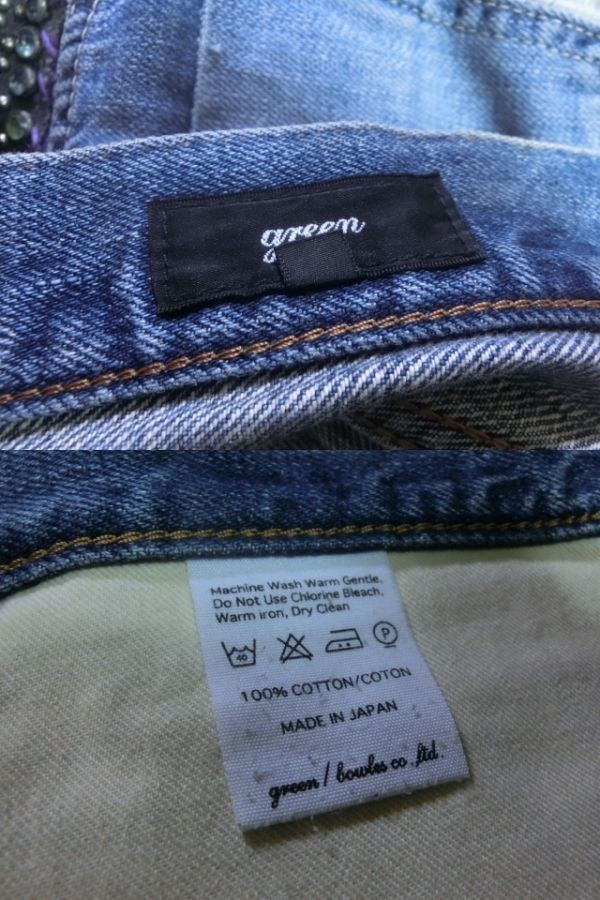 green
Machine Wash Warm Gentle,
Do Not Use Chlorine Bleach,
Warm iron, Dry Clean
40 P
100% COTTON/COTON
MADE IN JAPAN
green / bowles co.,ltd.